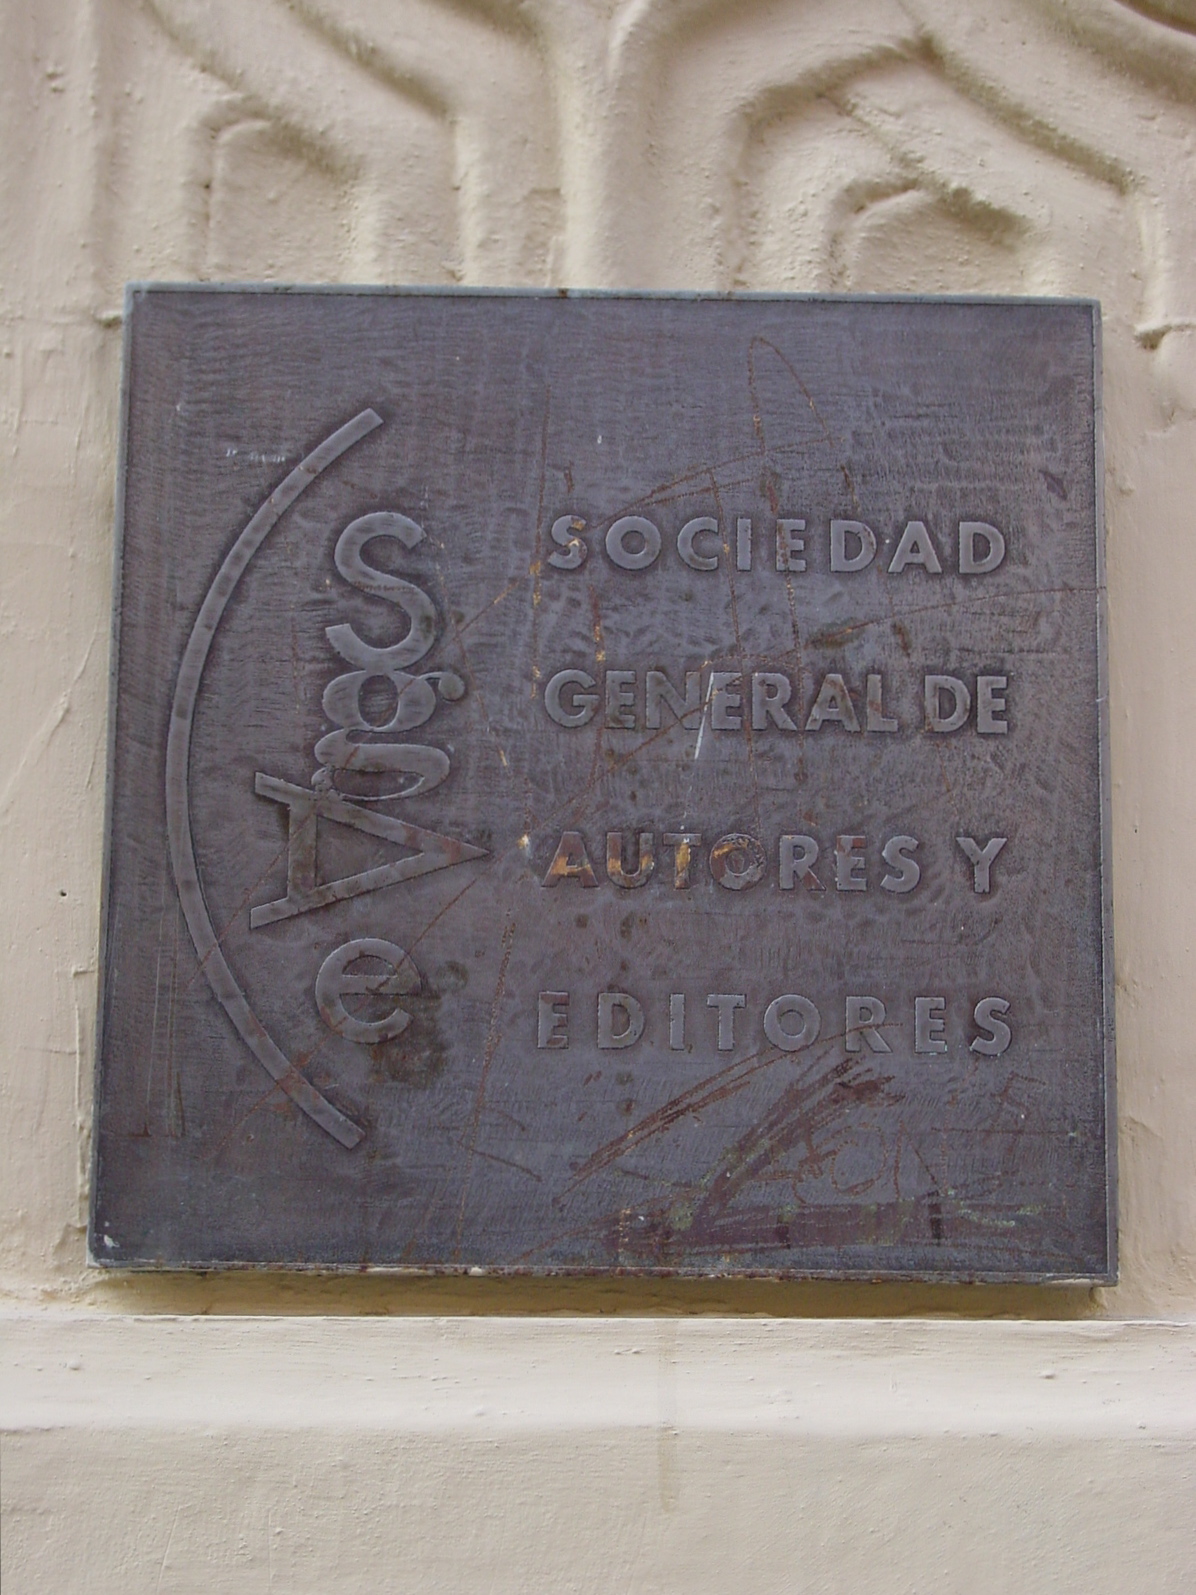 SgAe
SOCIEDAD
GENERAL DE
AUTORES Y
EDITORES